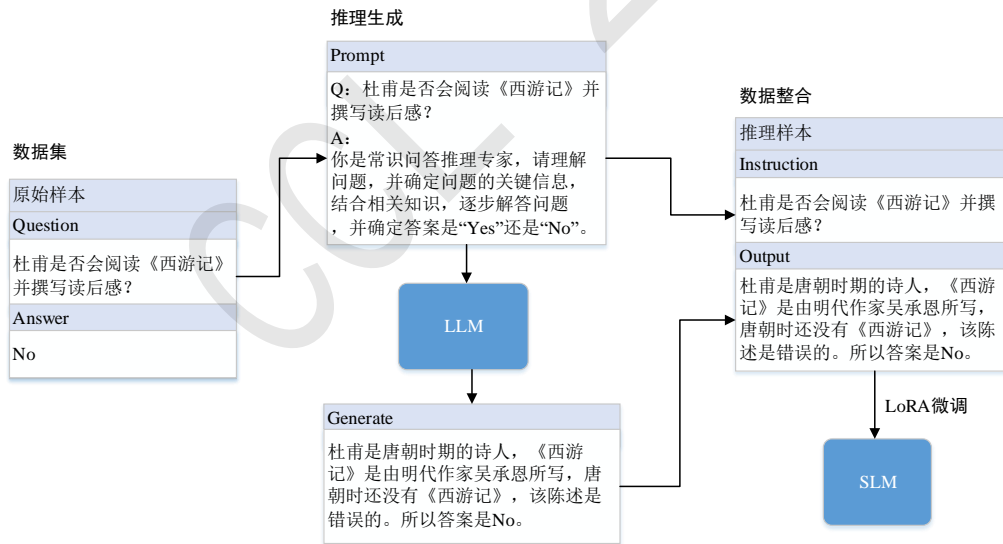 数据集
原始样本
Question
杜甫是否会阅读《西游记》
并撰写读后感？
Answer
No
推理生成
Prompt
Q：杜甫是否会阅读《西游记》并
撰写读后感？
A：
你是常识问答推理专家，请理解
问题，并确定问题的关键信息，
结合相关知识，逐步解答问题
，并确定答案是“Yes”还是“No”。
LLM
Generate
杜甫是唐朝时期的诗人，《西游
记》是由明代作家吴承恩所写，唐
朝时还没有《西游记》，该陈述是
错误的。所以答案是No。
数据整合
推理样本
Instruction
杜甫是否会阅读《西游记》并撰
写读后感？
Output
杜甫是唐朝时期的诗人，《西游
记》是由明代作家吴承恩所写，
唐朝时还没有《西游记》，该陈
述是错误的。所以答案是No。
LoRA微调
SLM
CCL 2